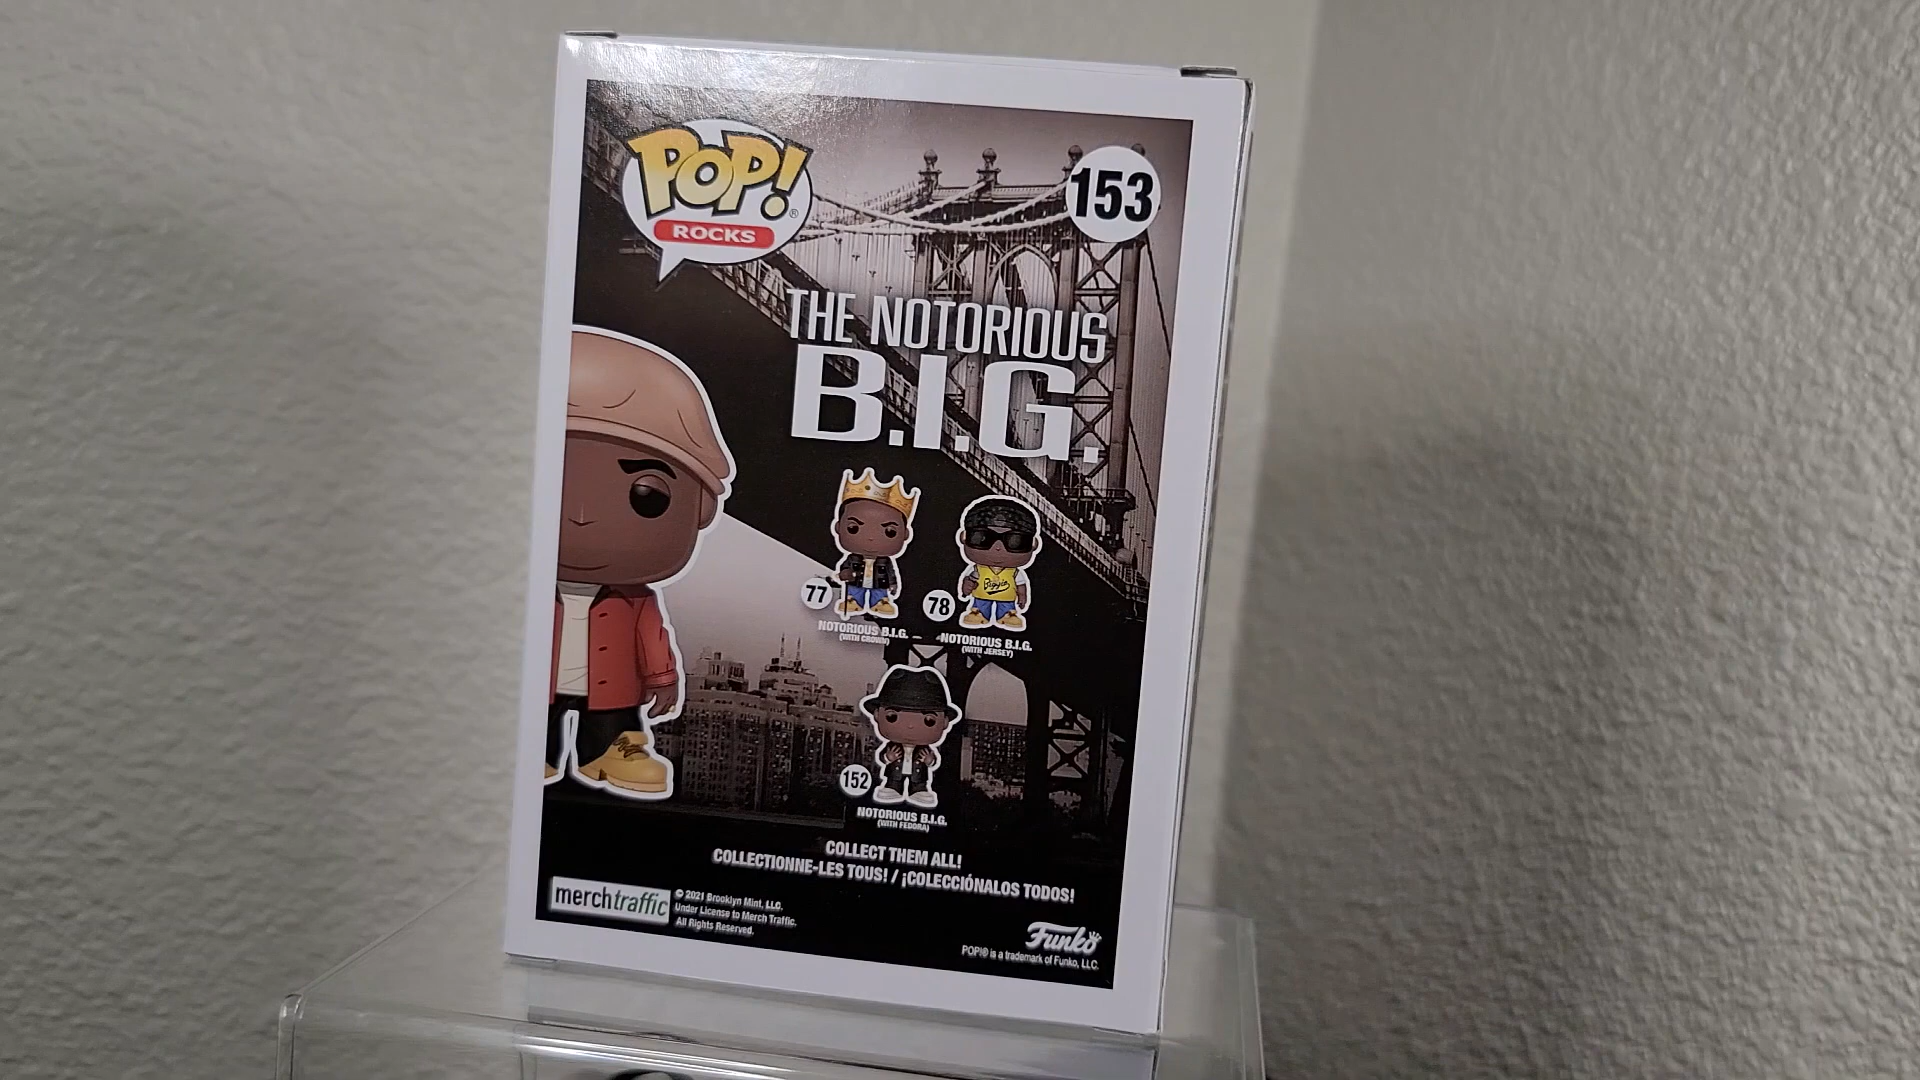 POP!®
ROCKS
153
THE NOTORIOUS
B.I.G.
77
NOTORIOUS B.I.G.
(WITH CROWN)
78
NOTORIOUS B.I.G.
(WITH JERSEY)
152
NOTORIOUS B.I.G.
(WITH FEDORA)
COLLECT THEM ALL!
COLLECTIONNE-LES TOUS! / ¡COLECCIÓNALOS TODOS!
merchtraffic
© 2021 Brooklyn Mint, LLC.
Under License to Merch Traffic.
All Rights Reserved.
Funko
POP!® is a trademark of Funko, LLC.